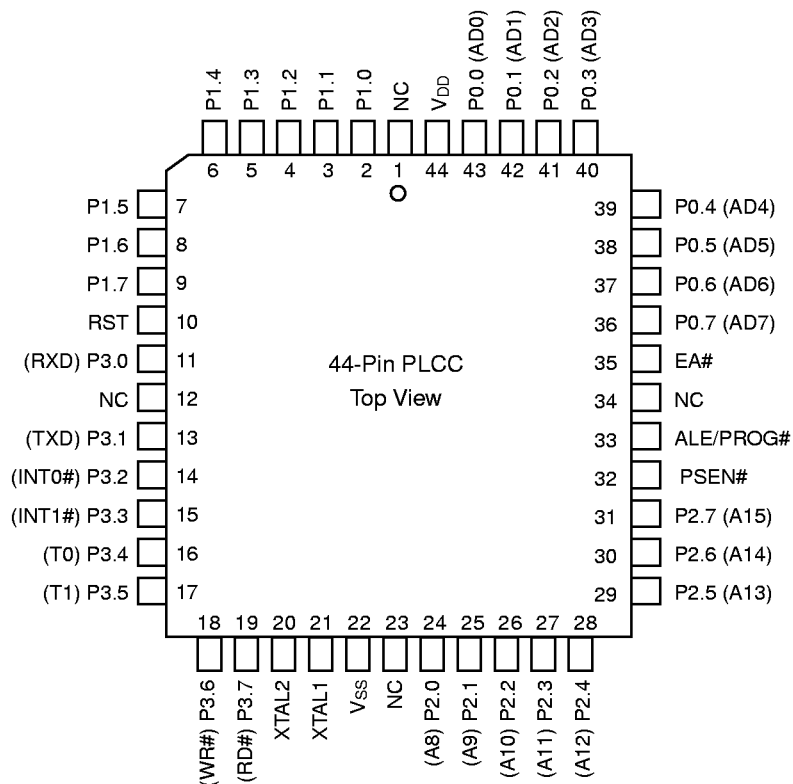 P1.4
P1.3
P1.2
P1.1
P1.0
NC
VDD
P0.0 (AD0)
P0.1 (AD1)
P0.2 (AD2)
P0.3 (AD3)
6 5 4 3 2 1 44 43 42 41 40
P1.5 7
P1.6 8
P1.7 9
RST 10
(RXD) P3.0 11
NC 12
(TXD) P3.1 13
(INT0#) P3.2 14
(INT1#) P3.3 15
(T0) P3.4 16
(T1) P3.5 17
44-Pin PLCC
Top View
39 P0.4 (AD4)
38 P0.5 (AD5)
37 P0.6 (AD6)
36 P0.7 (AD7)
35 EA#
34 NC
33 ALE/PROG#
32 PSEN#
31 P2.7 (A15)
30 P2.6 (A14)
29 P2.5 (A13)
18 19 20 21 22 23 24 25 26 27 28
(WR#) P3.6
(RD#) P3.7
XTAL2
XTAL1
VSS
NC
(A8) P2.0
(A9) P2.1
(A10) P2.2
(A11) P2.3
(A12) P2.4